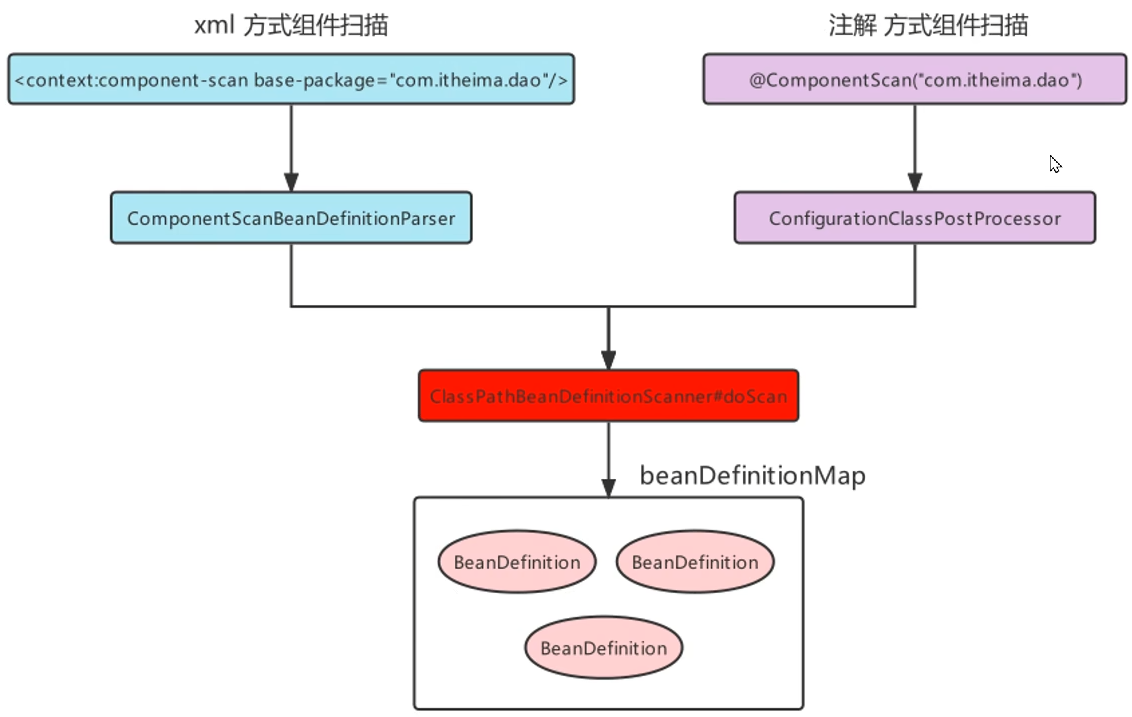 xml 方式组件扫描
注解 方式组件扫描
<context:component-scan base-package="com.itheima.dao"/>
@ComponentScan("com.itheima.dao")
ComponentScanBeanDefinitionParser
ConfigurationClassPostProcessor
ClassPathBeanDefinitionScanner#doScan
beanDefinitionMap
BeanDefinition
BeanDefinition
BeanDefinition